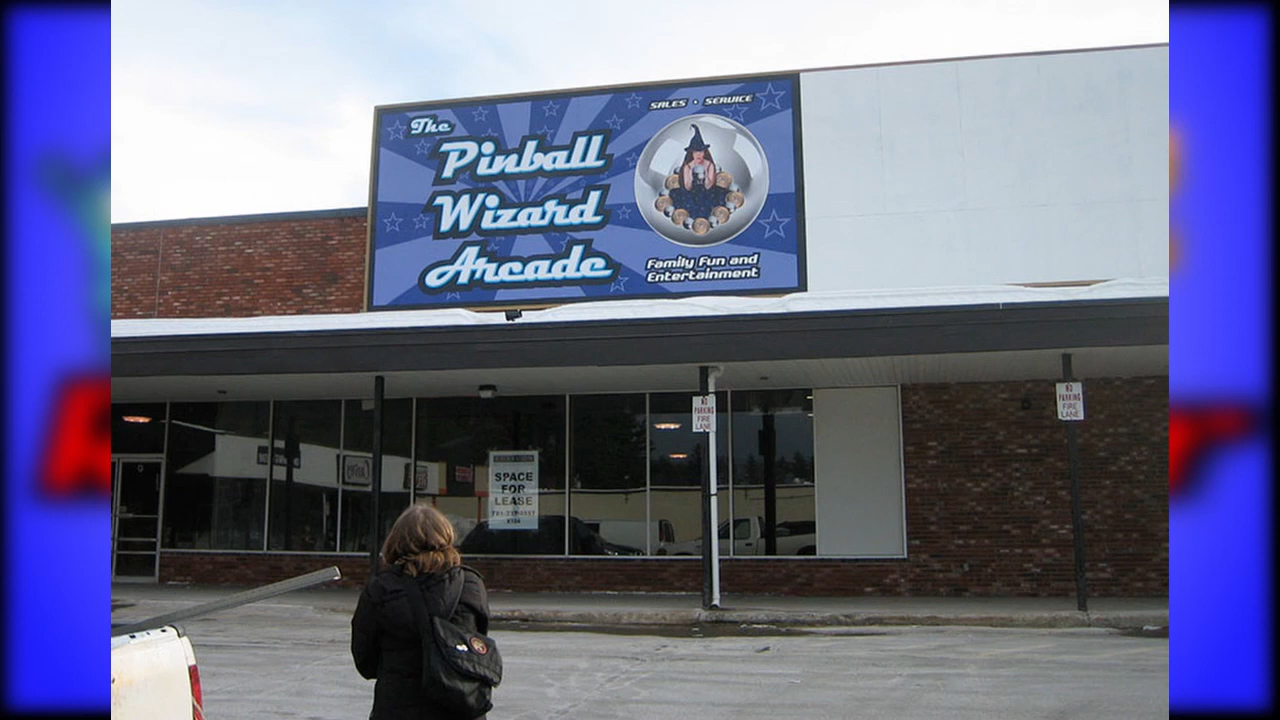 SALES • SERVICE
The
Pinball
Wizard
Arcade
Family Fun and
Entertainment
NO
PARKING
FIRE
LANE
NO
PARKING
FIRE
LANE
SPACE
FOR
LEASE